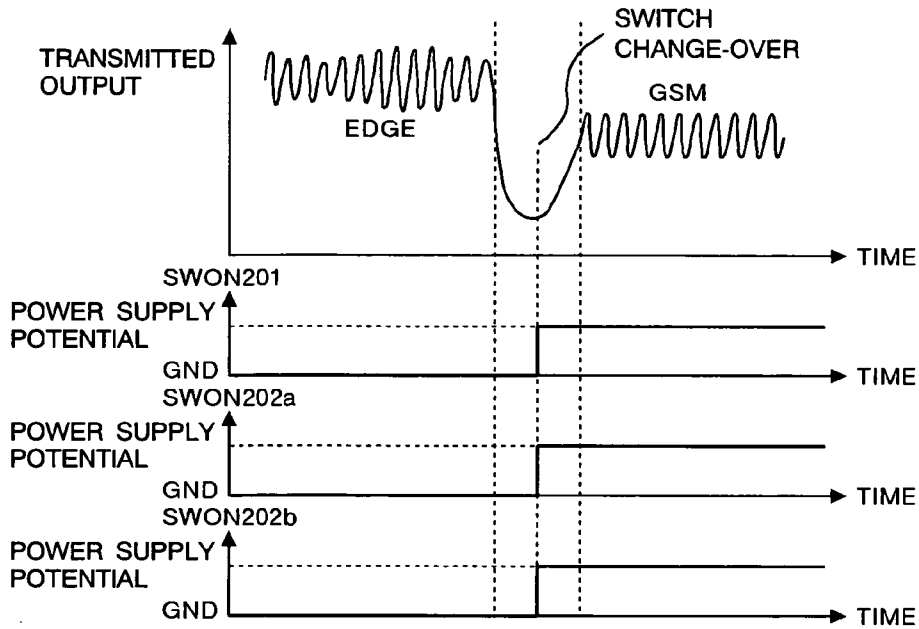 SWITCH
CHANGE-OVER
TRANSMITTED
OUTPUT
GSM
EDGE
TIME
SWON201
POWER SUPPLY
POTENTIAL
GND
TIME
SWON202a
POWER SUPPLY
POTENTIAL
GND
TIME
SWON202b
POWER SUPPLY
POTENTIAL
GND
TIME